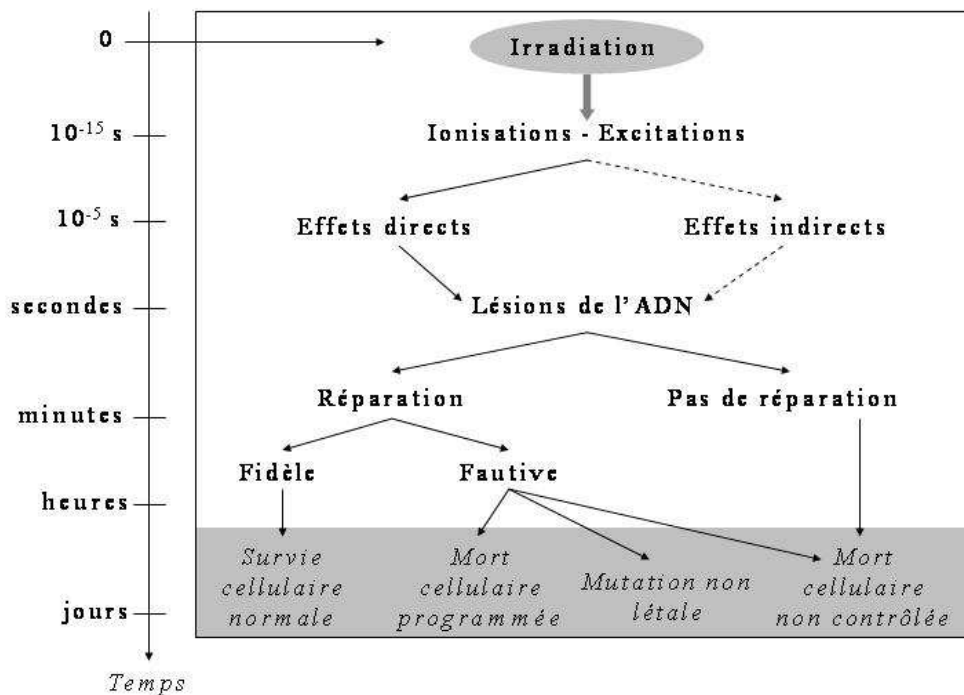 0
Irradiation
10-15 s
Ionisations - Excitations
10-5 s
Effets directs
Effets indirects
secondes
Lésions de l'ADN
Réparation
Pas de réparation
minutes
Fidèle
Fautive
heures
Survie
cellulaire
normale
Mort
cellulaire
programmée
Mutation non
létale
Mort
cellulaire
non contrôlée
jours
Temps